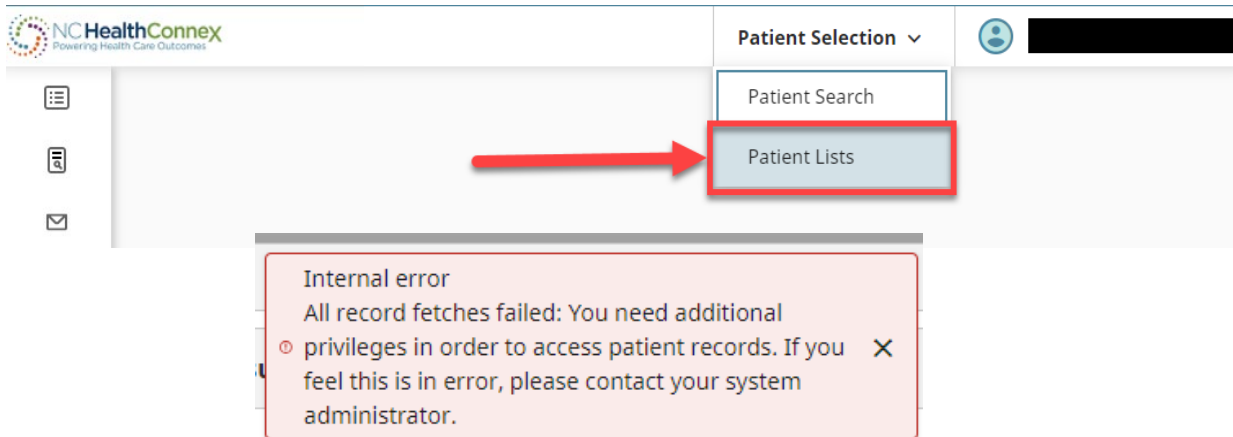 NC HealthConnex
Powering Health Care Outcomes
Patient Selection
Patient Search
Patient Lists
Internal error
All record fetches failed: You need additional
privileges in order to access patient records. If you
feel this is in error, please contact your system
administrator.